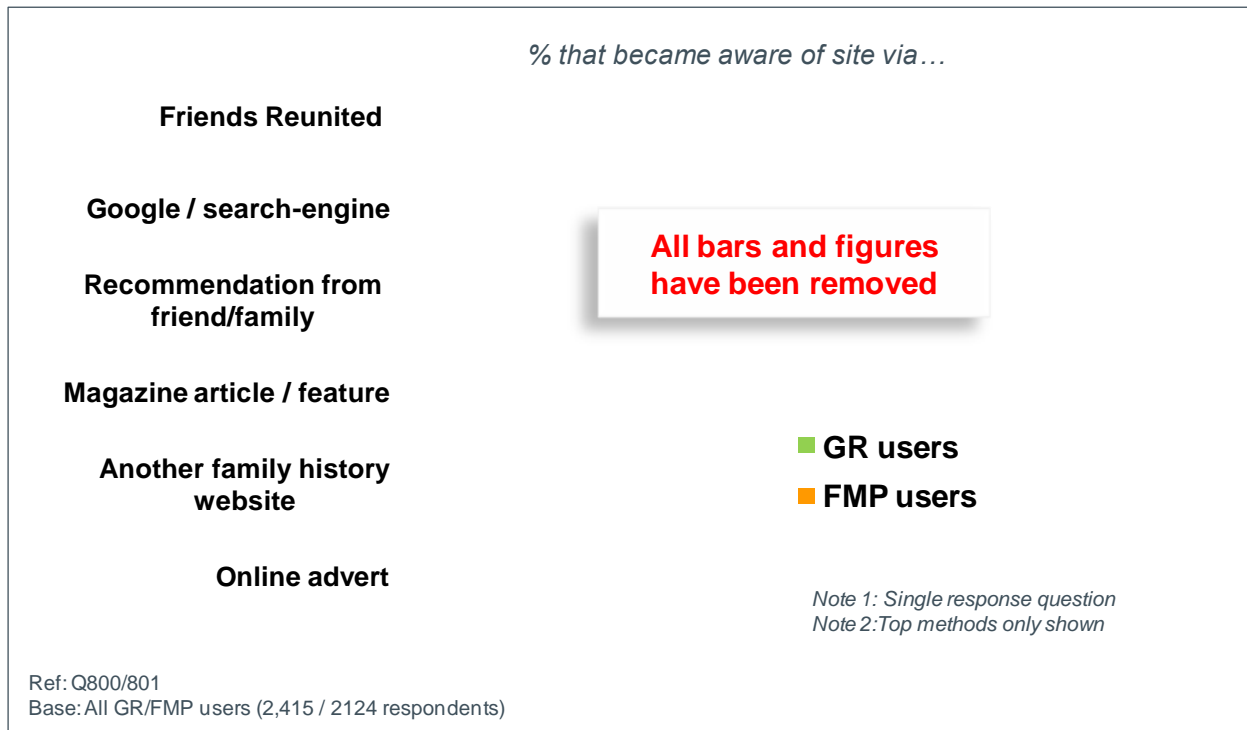 % that became aware of site via…
Friends Reunited
Google / search-engine
Recommendation from
friend/family
Magazine article / feature
Another family history
website
Online advert
All bars and figures
have been removed
GR users
FMP users
Note 1: Single response question
Note 2:Top methods only shown
Ref: Q800/801
Base: All GR/FMP users (2,415 / 2124 respondents)